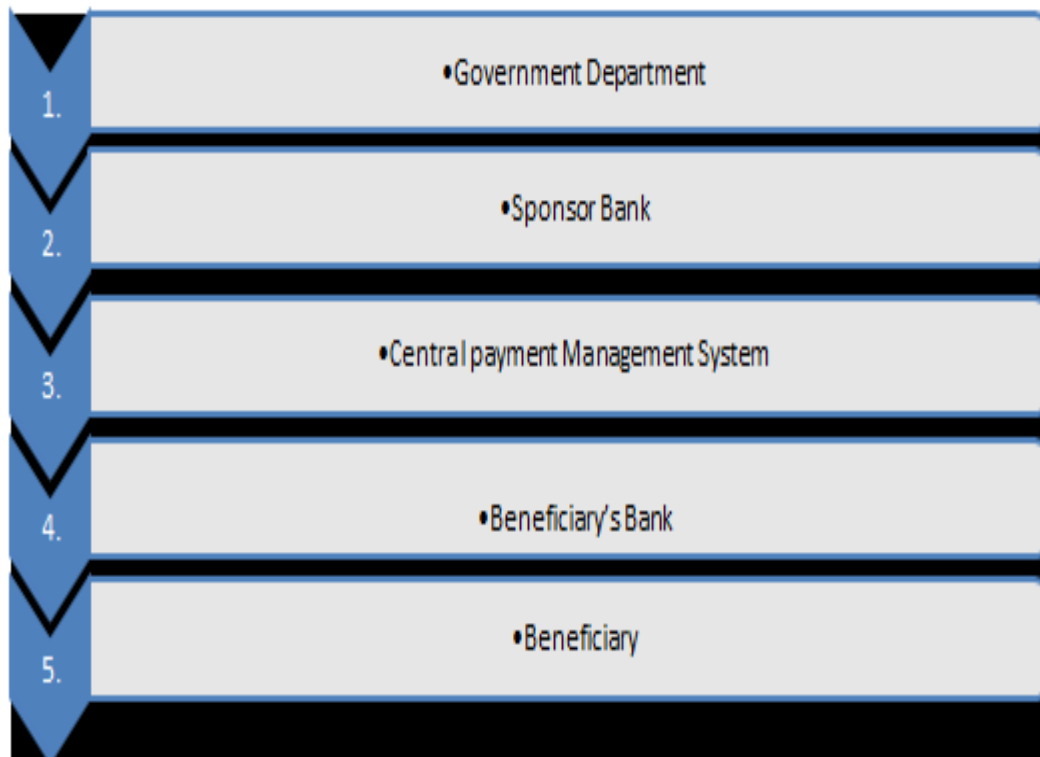 1.
•Government Department
2.
•Sponsor Bank
3.
•Central payment Management System
4.
•Beneficiary's Bank
5.
•Beneficiary